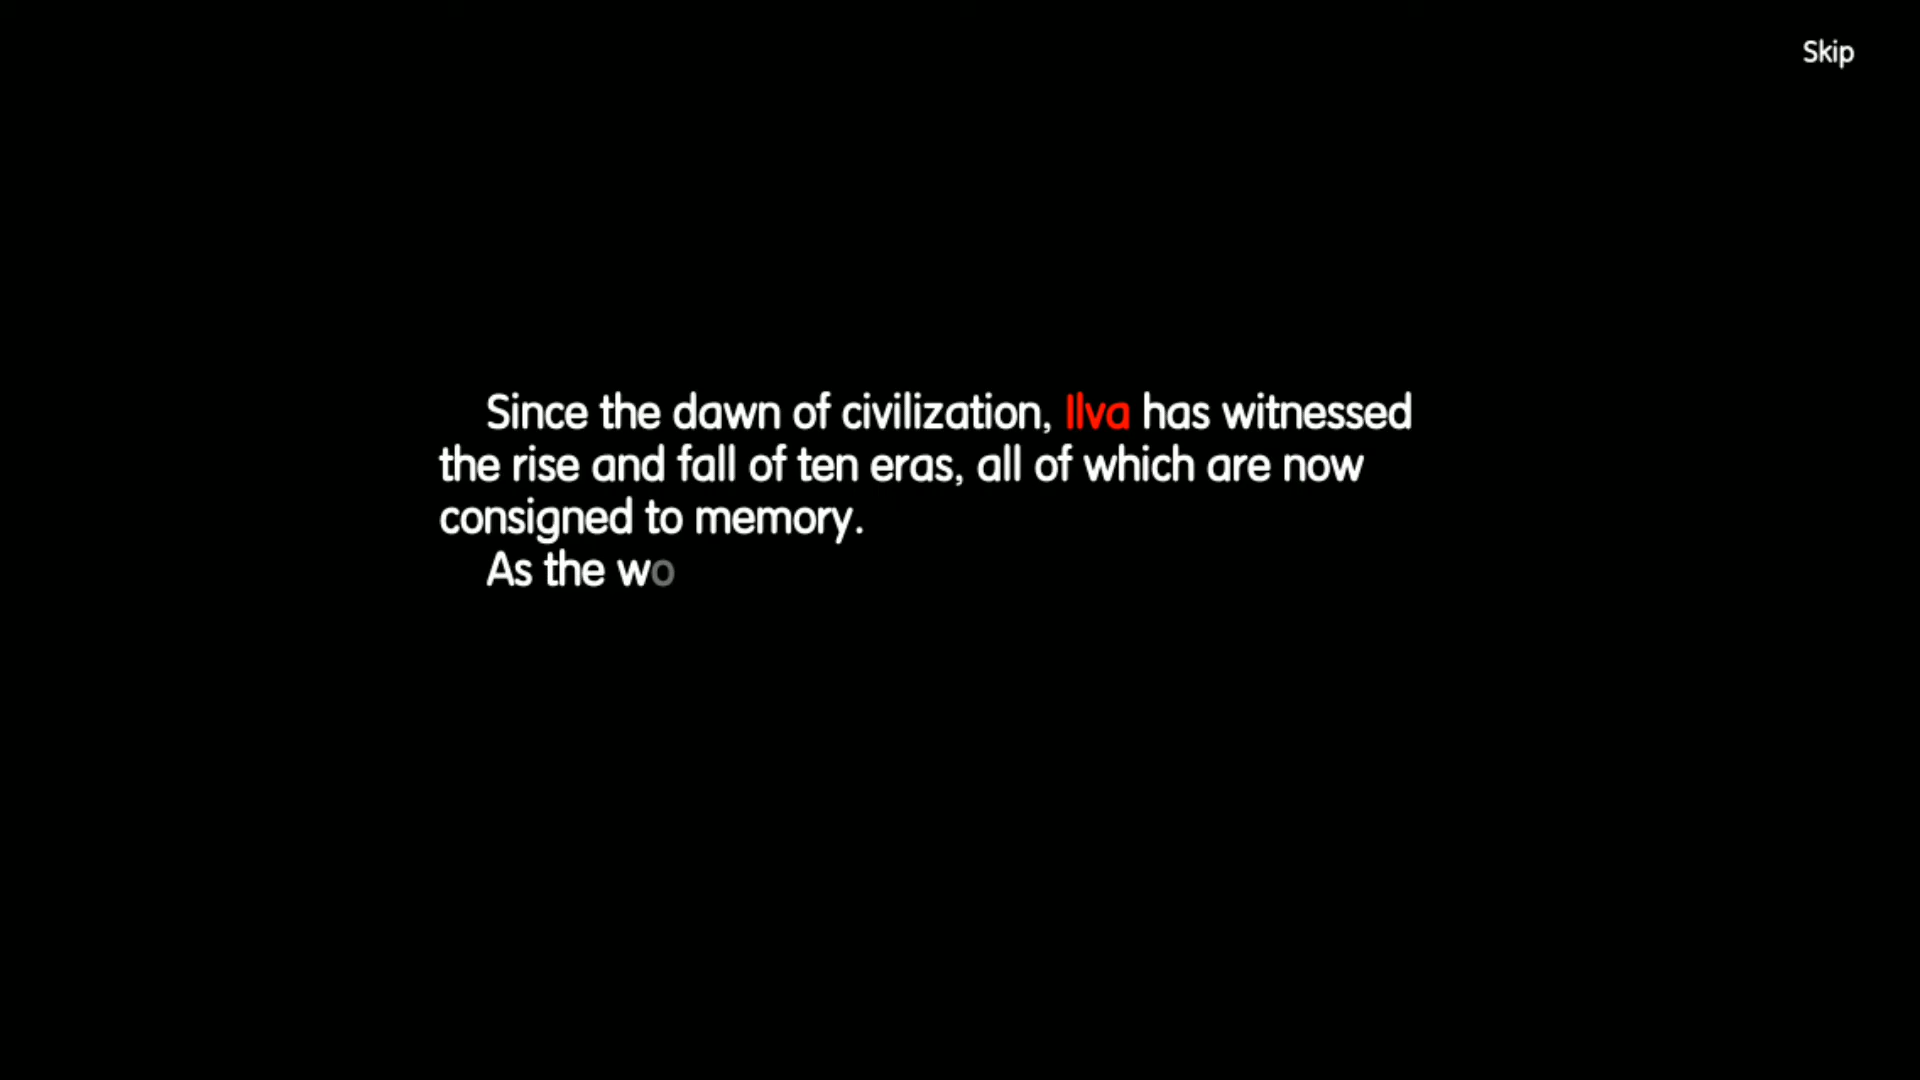 Skip
Since the dawn of civilization, Ilva has witnessed
the rise and fall of ten eras, all of which are now
consigned to memory.
As the wo